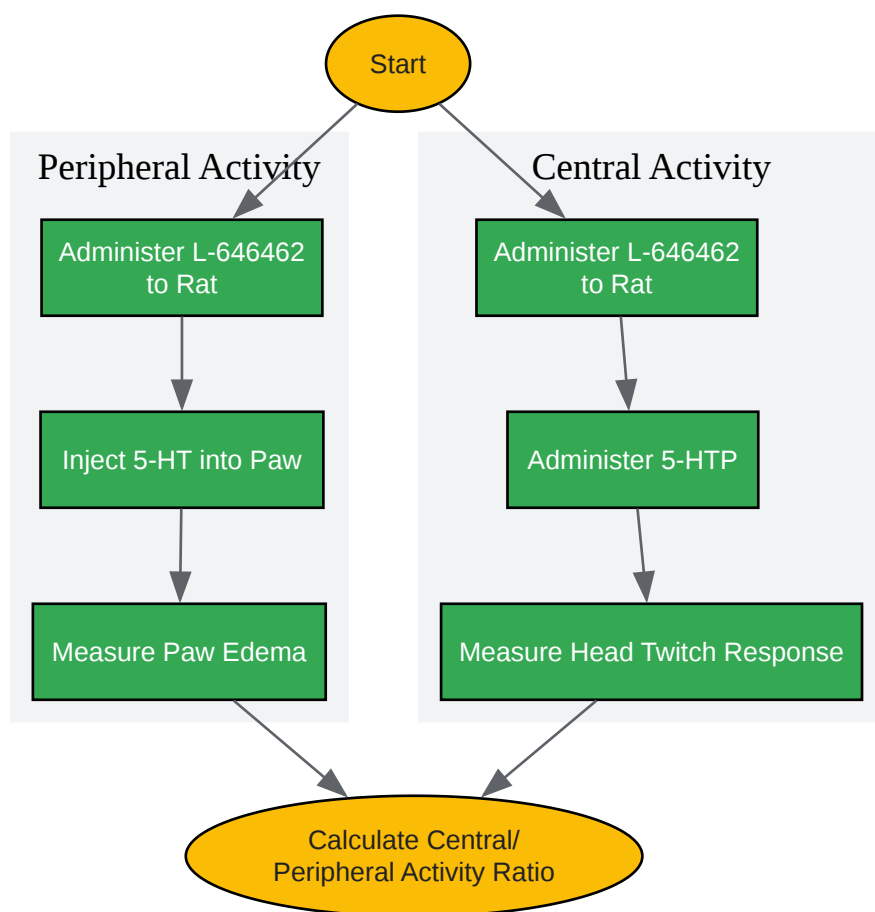 Start
Peripheral Activity
Administer L-646462
to Rat
Inject 5-HT into Paw
Measure Paw Edema
Central Activity
Administer L-646462
to Rat
Administer 5-HTP
Measure Head Twitch Response
Calculate Central/
Peripheral Activity Ratio